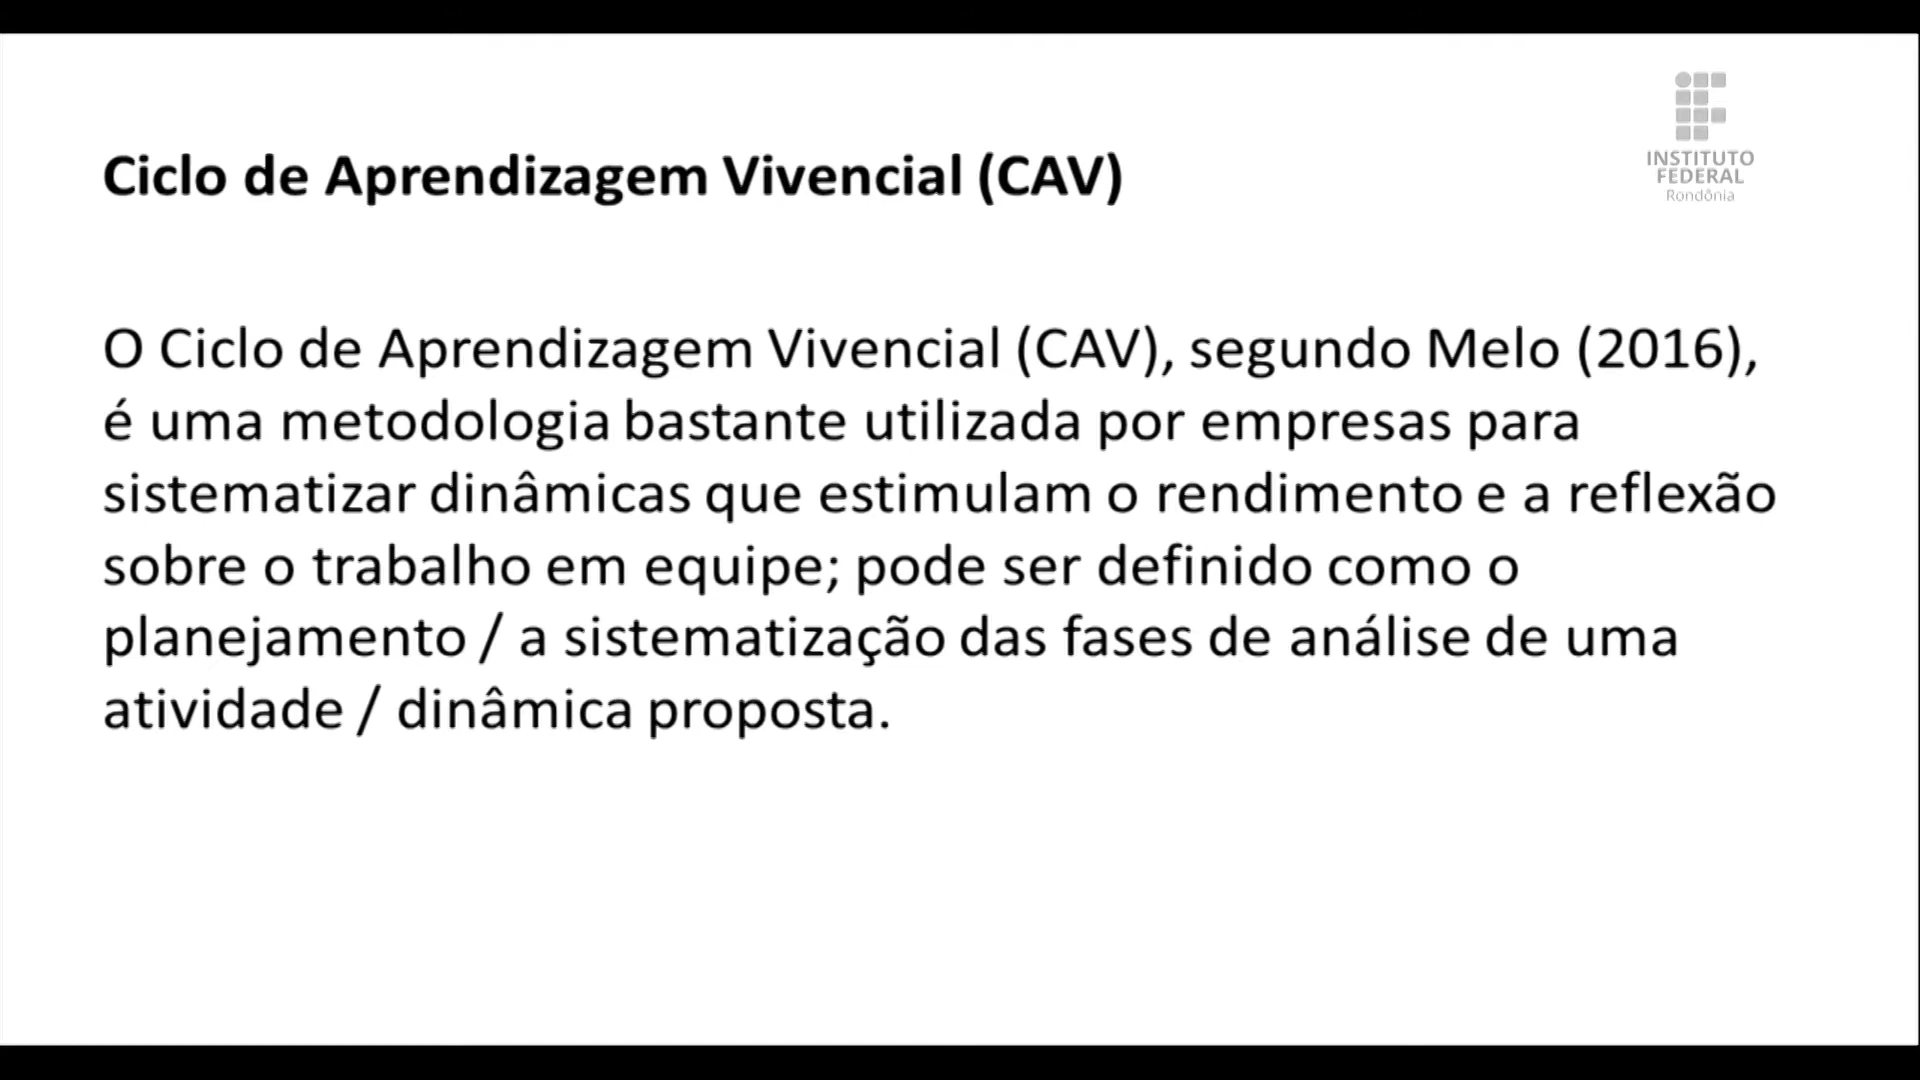 INSTITUTO
FEDERAL
Rondônia
Ciclo de Aprendizagem Vivencial (CAV)
O Ciclo de Aprendizagem Vivencial (CAV), segundo Melo (2016),
é uma metodologia bastante utilizada por empresas para
sistematizar dinâmicas que estimulam o rendimento e a reflexão
sobre o trabalho em equipe; pode ser definido como o
planejamento / a sistematização das fases de análise de uma
atividade / dinâmica proposta.